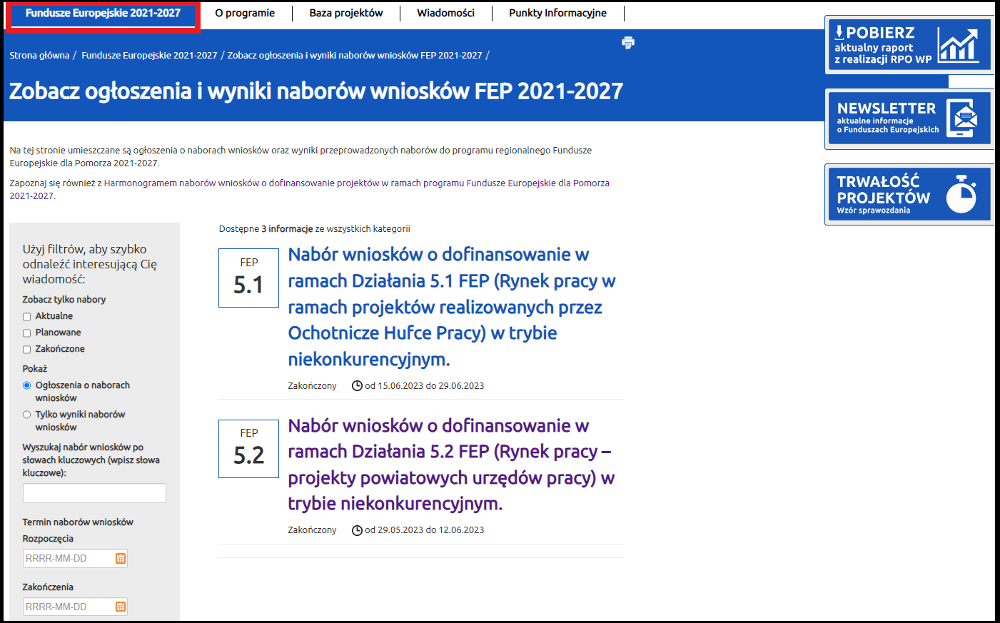 Fundusze Europejskie 2021-2027
O programie
Baza projektów
Wiadomości
Punkty Informacyjne
Strona główna / Fundusze Europejskie 2021-2027 / Zobacz ogłoszenia i wyniki naborów wniosków FEP 2021-2027 /
Zobacz ogłoszenia i wyniki naborów wniosków FEP 2021-2027
POBIERZ
aktualny raport
z realizacji RPO WP
NEWSLETTER
aktualne informacje
o Funduszach Europejskich
TRWAŁOŚĆ
PROJEKTÓW
Wzór sprawozdania
Na tej stronie umieszczane są ogłoszenia o naborach wniosków oraz wyniki przeprowadzonych naborów do programu regionalnego Fundusze
Europejskie dla Pomorza 2021-2027.
Zapoznaj się również z Harmonogramem naborów wniosków o dofinansowanie projektów w ramach programu Fundusze Europejskie dla Pomorza
2021-2027.
Użyj filtrów, aby szybko
odnaleźć interesującą Cię
wiadomość:
Zobacz tylko nabory
Aktualne
Planowane
Zakończone
Pokaż
Ogłoszenia o naborach
wniosków
Tylko wyniki naborów
wniosków
Wyszukaj nabór wniosków po
słowach kluczowych (wpisz słowa
kluczowe):
Termin naborów wniosków
Rozpoczęcia
RRRR-MM-DD
Zakończenia
RRRR-MM-DD
Dostępne 3 informacje ze wszystkich kategorii
FEP
5.1
Nabór wniosków o dofinansowanie w
ramach Działania 5.1 FEP (Rynek pracy w
ramach projektów realizowanych przez
Ochotnicze Hufce Pracy) w trybie
niekonkurencyjnym.
Zakończony od 15.06.2023 do 29.06.2023
FEP
5.2
Nabór wniosków o dofinansowanie w
ramach Działania 5.2 FEP (Rynek pracy –
projekty powiatowych urzędów pracy) w
trybie niekonkurencyjnym.
Zakończony od 29.05.2023 do 12.06.2023